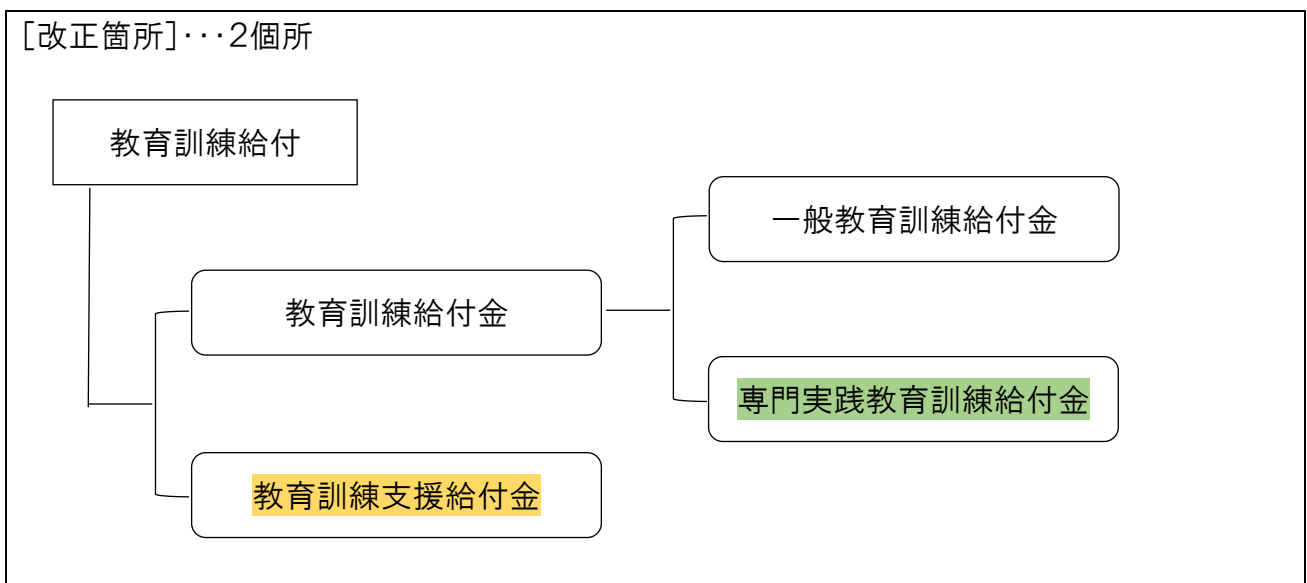 [改正箇所]･･･2個所
教育訓練給付
一般教育訓練給付金
教育訓練給付金
専門実践教育訓練給付金
教育訓練支援給付金